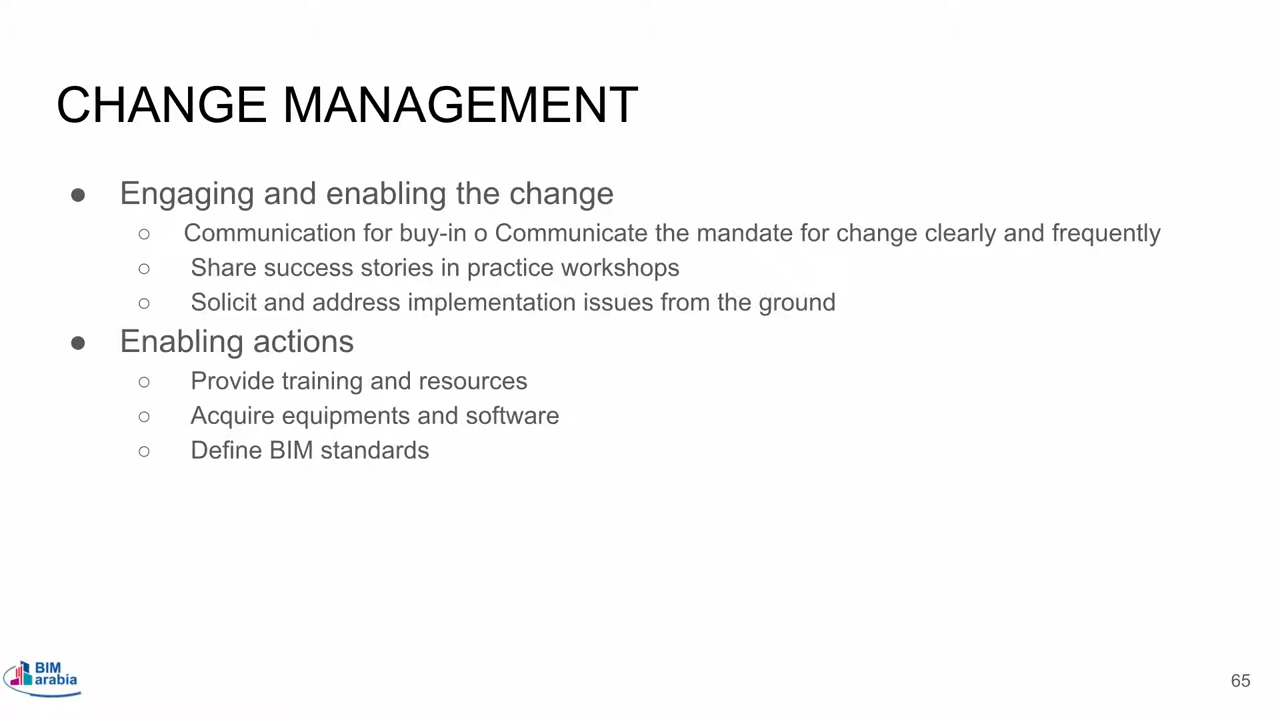 CHANGE MANAGEMENT
● Engaging and enabling the change
○ Communication for buy-in o Communicate the mandate for change clearly and frequently
○ Share success stories in practice workshops
○ Solicit and address implementation issues from the ground
● Enabling actions
○ Provide training and resources
○ Acquire equipments and software
○ Define BIM standards
BIM
arabia
65